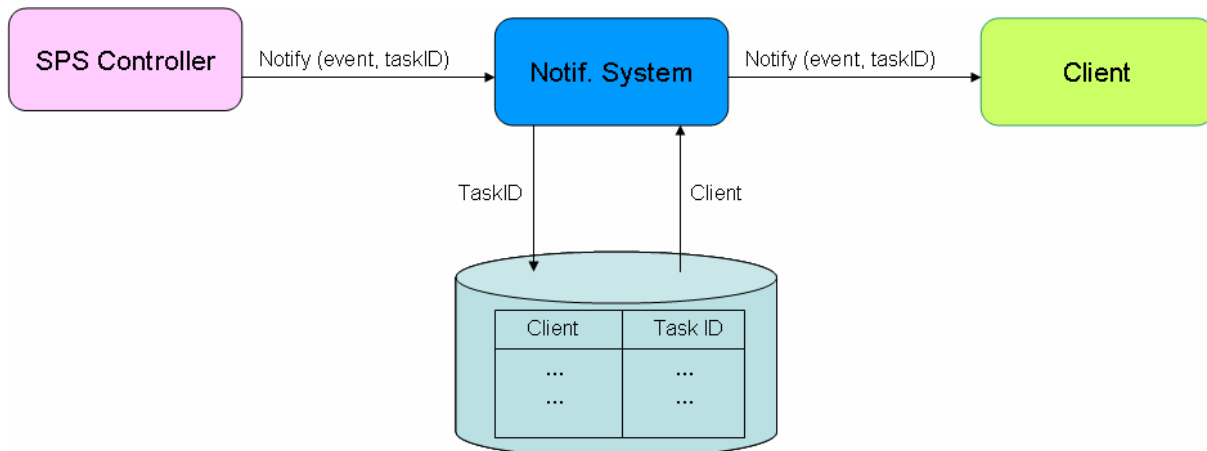 SPS Controller
Notify (event, taskID)
Notif. System
Notify (event, taskID)
Client
TaskID
Client
Client
Task ID
...
...
...
...